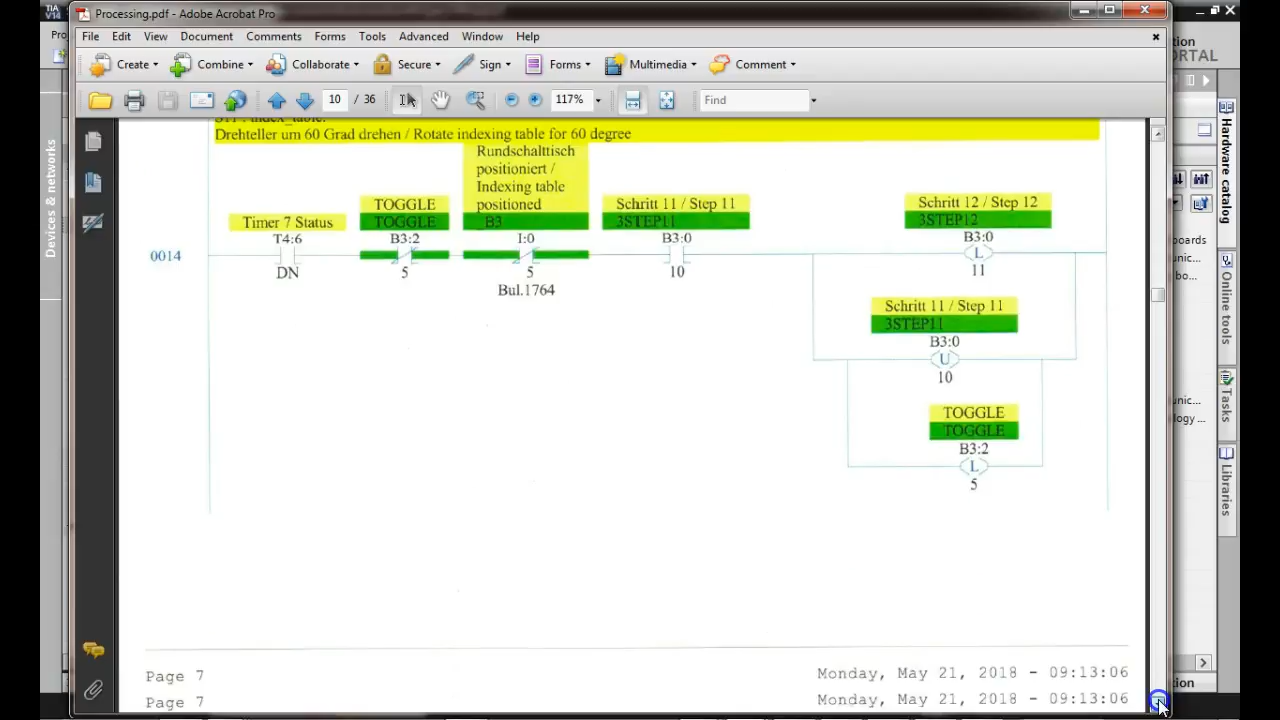 TIA
V14
Processing.pdf - Adobe Acrobat Pro
File Edit View Document Comments Forms Tools Advanced Window Help
Create Combine Collaborate Secure Sign Forms Multimedia Comment
10 / 36 117% Find
Drehteller um 60 Grad drehen / Rotate indexing table for 60 degree
Rundschalttisch
positioniert /
Indexing table
positioned
Timer 7 Status
TOGGLE
TOGGLE
B3
Schritt 11 / Step 11
3STEP11
Schritt 12 / Step 12
3STEP12
T4:6 B3:2 I:0 B3:0 B3:0
0014
L
DN 5 5 10 11
Bul.1764
Schritt 11 / Step 11
3STEP11
B3:0
U
10
TOGGLE
TOGGLE
B3:2
L
5
Page 7 Monday, May 21, 2018 - 09:13:06
Page 7 Monday, May 21, 2018 - 09:13:06
Devices & networks
PORTAL
Hardware catalog
Online tools
Tasks
Libraries